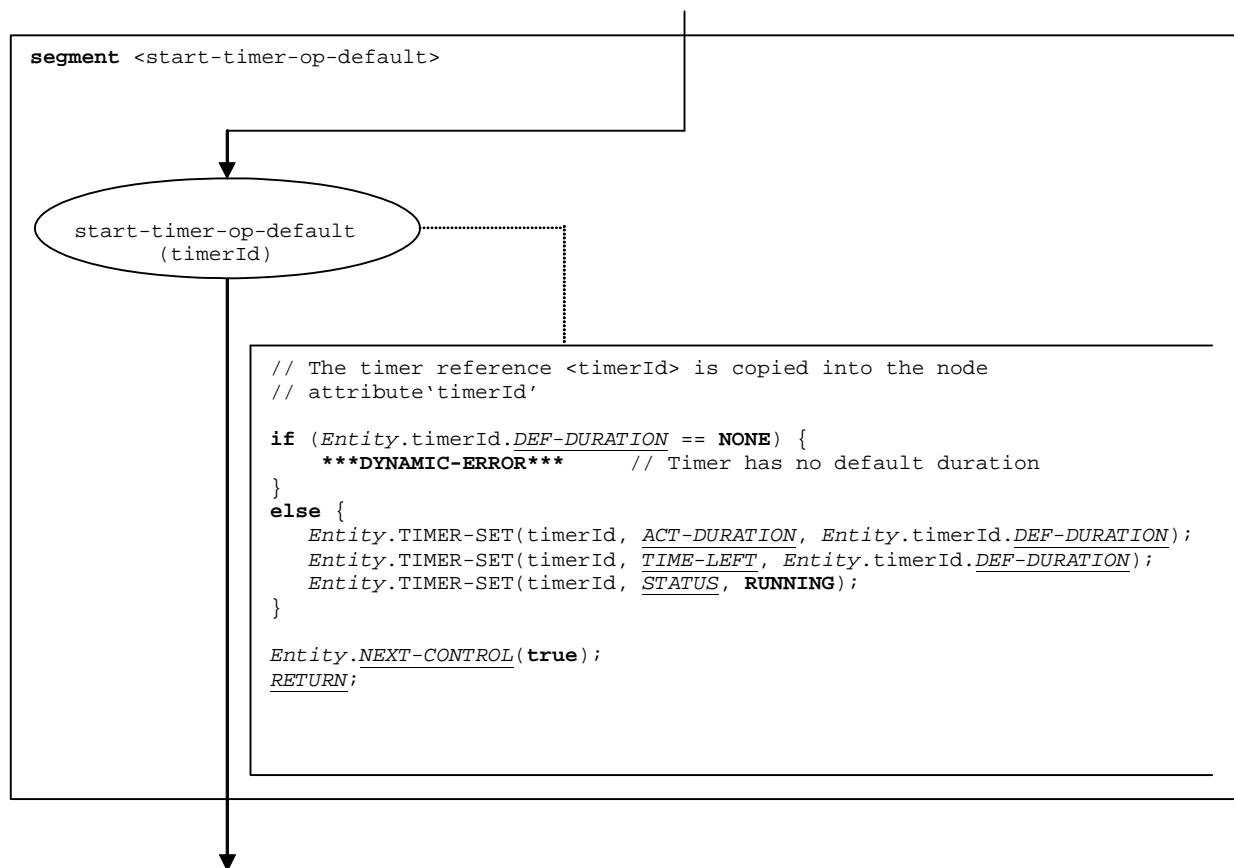 segment <start-timer-op-default>
start-timer-op-default
(timerId)
// The timer reference <timerId> is copied into the node
// attribute‘timerId’
if (Entity.timerId.DEF-DURATION == NONE) {
***DYNAMIC-ERROR*** // Timer has no default duration
}
else {
Entity.TIMER-SET(timerId, ACT-DURATION, Entity.timerId.DEF-DURATION);
Entity.TIMER-SET(timerId, TIME-LEFT, Entity.timerId.DEF-DURATION);
Entity.TIMER-SET(timerId, STATUS, RUNNING);
}
Entity.NEXT-CONTROL(true);
RETURN;